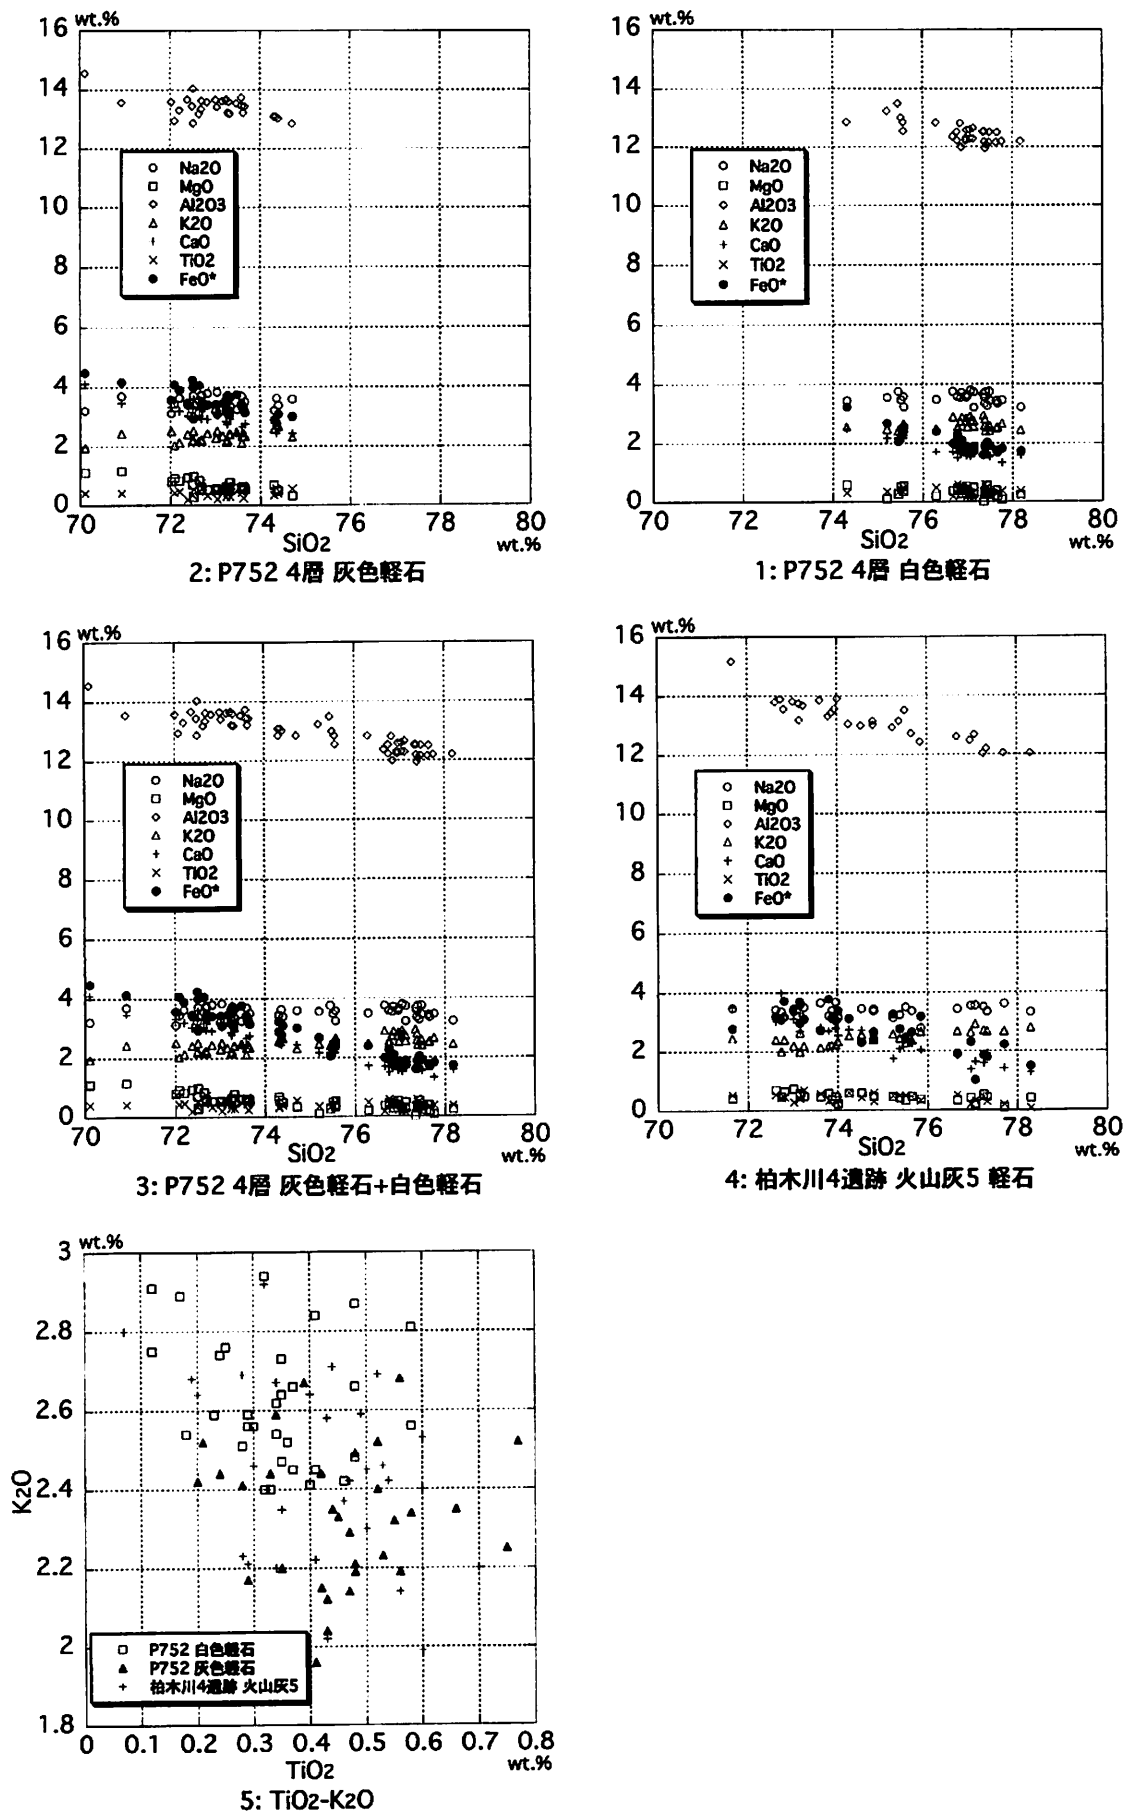 wt.%
16
14
12
10
8
6
4
2
0
Na2O
MgO
Al2O3
K2O
CaO
TiO2
FeO*
70 72 74 76 78 80
SiO2
wt.%
2: P752 4層 灰色軽石
wt.%
16
14
12
10
8
6
4
2
0
Na2O
MgO
Al2O3
K2O
CaO
TiO2
FeO*
70 72 74 76 78 80
SiO2
wt.%
1: P752 4層 白色軽石
wt.%
16
14
12
10
8
6
4
2
0
Na2O
MgO
Al2O3
K2O
CaO
TiO2
FeO*
70 72 74 76 78 80
SiO2
wt.%
3: P752 4層 灰色軽石+白色軽石
wt.%
16
14
12
10
8
6
4
2
0
Na2O
MgO
Al2O3
K2O
CaO
TiO2
FeO*
70 72 74 76 78 80
SiO2
wt.%
4: 柏木川4遺跡 火山灰5 軽石
wt.%
3
2.8
2.6
2.4
2.2
2
1.8
K2O
P752 白色軽石
P752 灰色軽石
柏木川4遺跡 火山灰5
0 0.1 0.2 0.3 0.4 0.5 0.6 0.7 0.8
TiO2
wt.%
5: TiO2-K2O